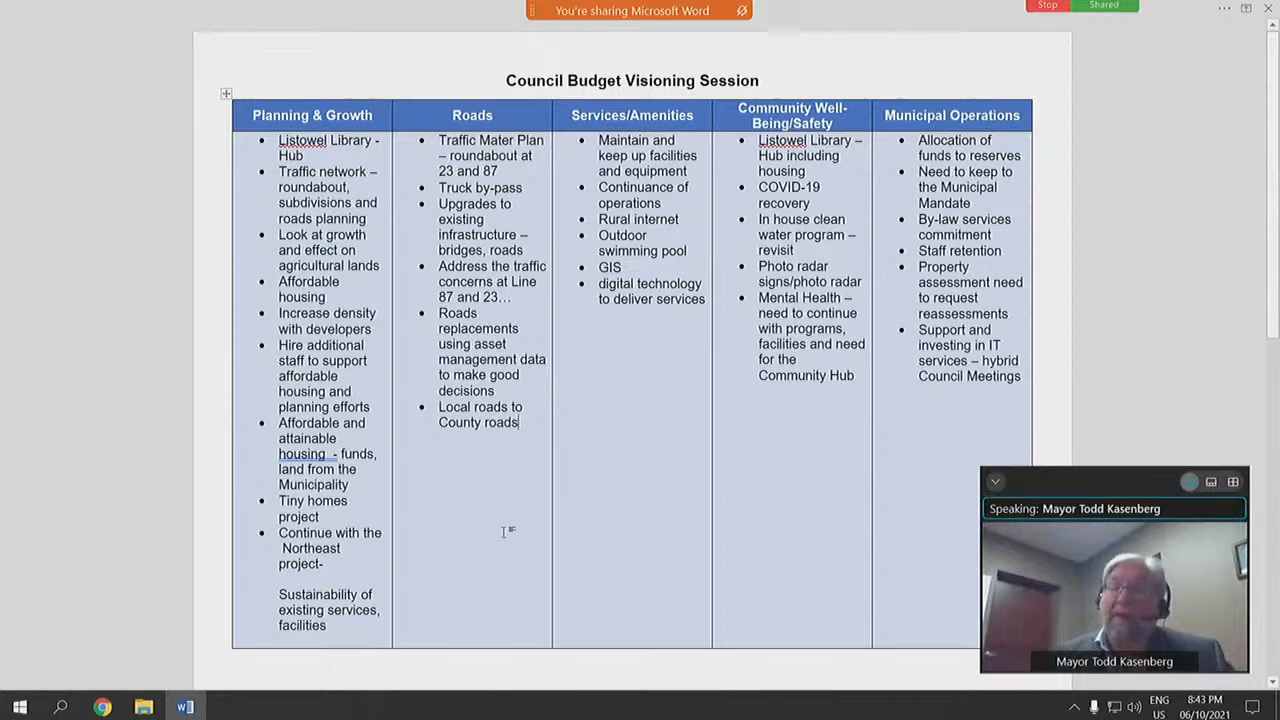 You're sharing Microsoft Word
Stop
Shared
Council Budget Visioning Session
Planning & Growth
Listowel Library -
Hub
Traffic network –
roundabout,
subdivisions and
roads planning
Look at growth
and effect on
agricultural lands
Affordable
housing
Increase density
with developers
Hire additional
staff to support
affordable
housing and
planning efforts
Affordable and
attainable
housing - funds,
land from the
Municipality
Tiny homes
project
Continue with the
Northeast
project-
Sustainability of
existing services,
facilities
Roads
Traffic Mater Plan
– roundabout at
23 and 87
Truck by-pass
Upgrades to
existing
infrastructure –
bridges, roads
Address the traffic
concerns at Line
87 and 23…
Roads
replacements
using asset
management data
to make good
decisions
Local roads to
County roads
Services/Amenities
Maintain and
keep up facilities
and equipment
Continuance of
operations
Rural internet
Outdoor
swimming pool
GIS
digital technology
to deliver services
Community Well-
Being/Safety
Listowel Library –
Hub including
housing
COVID-19
recovery
In house clean
water program –
revisit
Photo radar
signs/photo radar
Mental Health –
need to continue
with programs,
facilities and need
for the
Community Hub
Municipal Operations
Allocation of
funds to reserves
Need to keep to
the Municipal
Mandate
By-law services
commitment
Staff retention
Property
assessment need
to request
reassessments
Support and
investing in IT
services – hybrid
Council Meetings
Speaking: Mayor Todd Kasenberg
Mayor Todd Kasenberg
ENG
US
8:43 PM
06/10/2021